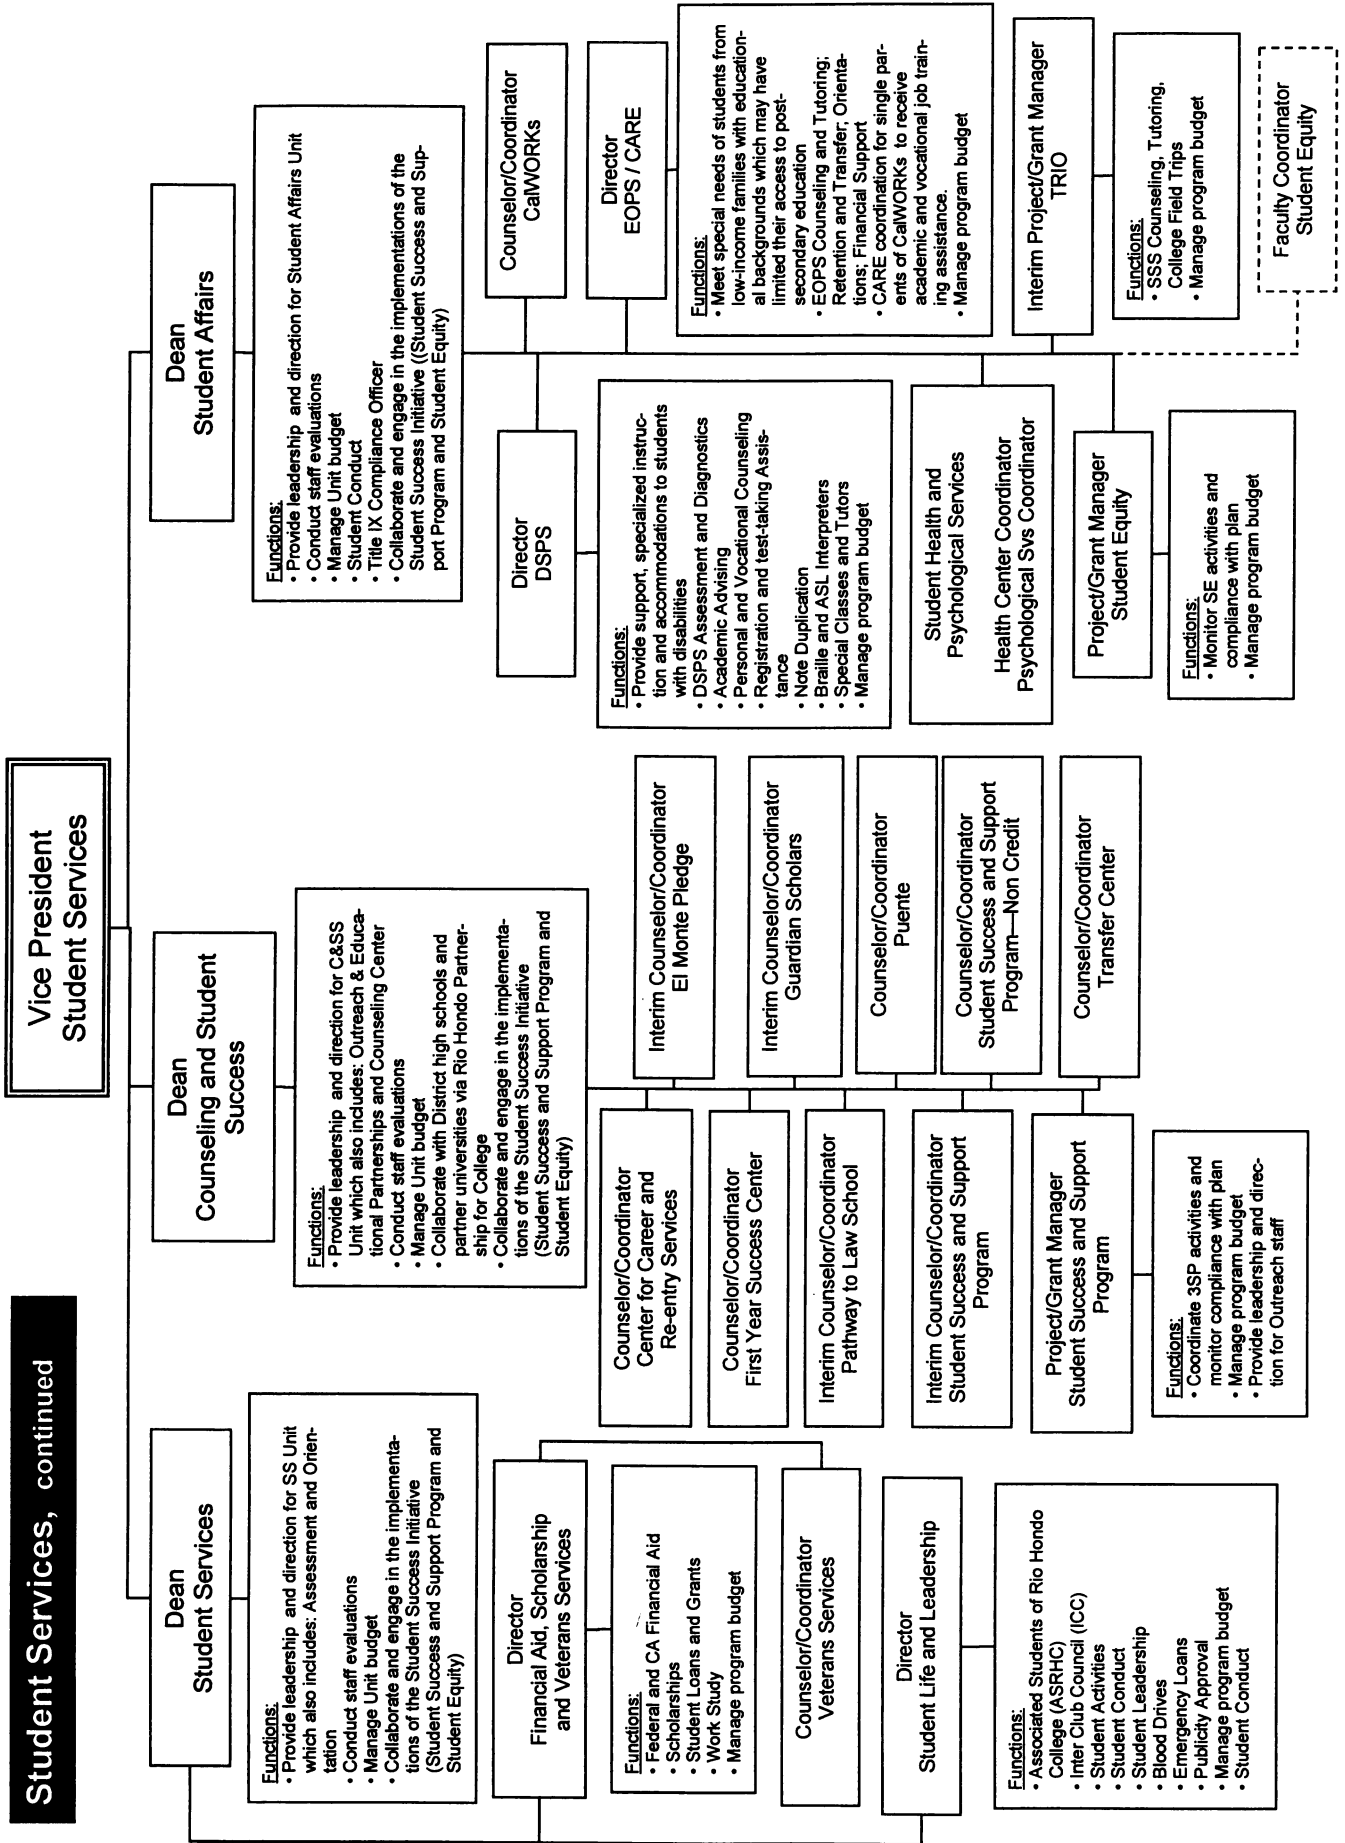 Student Services, continued
Vice President
Student Services
Dean
Student Services
Functions:
• Provide leadership and direction for SS Unit
which also includes: Assessment and Orien-
tation
• Conduct staff evaluations
• Manage Unit budget
• Collaborate and engage in the implementa-
tions of the Student Success Initiative
(Student Success and Support Program and
Student Equity)
Director
Financial Aid, Scholarship
and Veterans Services
Functions:
• Federal and CA Financial Aid
• Scholarships
• Student Loans and Grants
• Work Study
• Manage program budget
Counselor/Coordinator
Veterans Services
Director
Student Life and Leadership
Functions:
• Associated Students of Rio Hondo
College (ASRHC)
• Inter Club Council (ICC)
• Student Activities
• Student Conduct
• Student Leadership
• Blood Drives
• Emergency Loans
• Publicity Approval
• Manage program budget
• Student Conduct
Dean
Counseling and Student
Success
Functions:
• Provide leadership and direction for C&SS
Unit which also includes: Outreach & Educa-
tional Partnerships and Counseling Center
• Conduct staff evaluations
• Manage Unit budget
• Collaborate with District high schools and
partner universities via Rio Hondo Partner-
ship for College
• Collaborate and engage in the implementa-
tions of the Student Success Initiative
(Student Success and Support Program and
Student Equity)
Counselor/Coordinator
Center for Career and
Re-entry Services
Counselor/Coordinator
First Year Success Center
Interim Counselor/Coordinator
Pathway to Law School
Interim Counselor/Coordinator
Student Success and Support
Program
Project/Grant Manager
Student Success and Support
Program
Functions:
• Coordinate 3SP activities and
monitor compliance with plan
• Manage program budget
• Provide leadership and direc-
tion for Outreach staff
Interim Counselor/Coordinator
El Monte Pledge
Interim Counselor/Coordinator
Guardian Scholars
Counselor/Coordinator
Puente
Counselor/Coordinator
Student Success and Support
Program—Non Credit
Counselor/Coordinator
Transfer Center
Dean
Student Affairs
Functions:
• Provide leadership and direction for Student Affairs Unit
• Conduct staff evaluations
• Manage Unit budget
• Student Conduct
• Title IX Compliance Officer
• Collaborate and engage in the implementations of the
Student Success Initiative ((Student Success and Sup-
port Program and Student Equity)
Director
DSPS
Functions:
• Provide support, specialized instruc-
tion and accommodations to students
with disabilities
• DSPS Assessment and Diagnostics
• Academic Advising
• Personal and Vocational Counseling
• Registration and test-taking Assis-
tance
• Note Duplication
• Braille and ASL Interpreters
• Special Classes and Tutors
• Manage program budget
Student Health and
Psychological Services
Health Center Coordinator
Psychological Svs Coordinator
Project/Grant Manager
Student Equity
Functions:
• Monitor SE activities and
compliance with plan
• Manage program budget
Counselor/Coordinator
CalWORKs
Director
EOPS / CARE
Functions:
• Meet special needs of students from
low-income families with education-
al backgrounds which may have
limited their access to post-
secondary education
• EOPS Counseling and Tutoring;
Retention and Transfer; Orienta-
tions; Financial Support
• CARE coordination for single par-
ents of CalWORKs to receive
academic and vocational job train-
ing assistance.
• Manage program budget
Interim Project/Grant Manager
TRIO
Functions:
• SSS Counseling, Tutoring,
College Field Trips
• Manage program budget
Faculty Coordinator
Student Equity